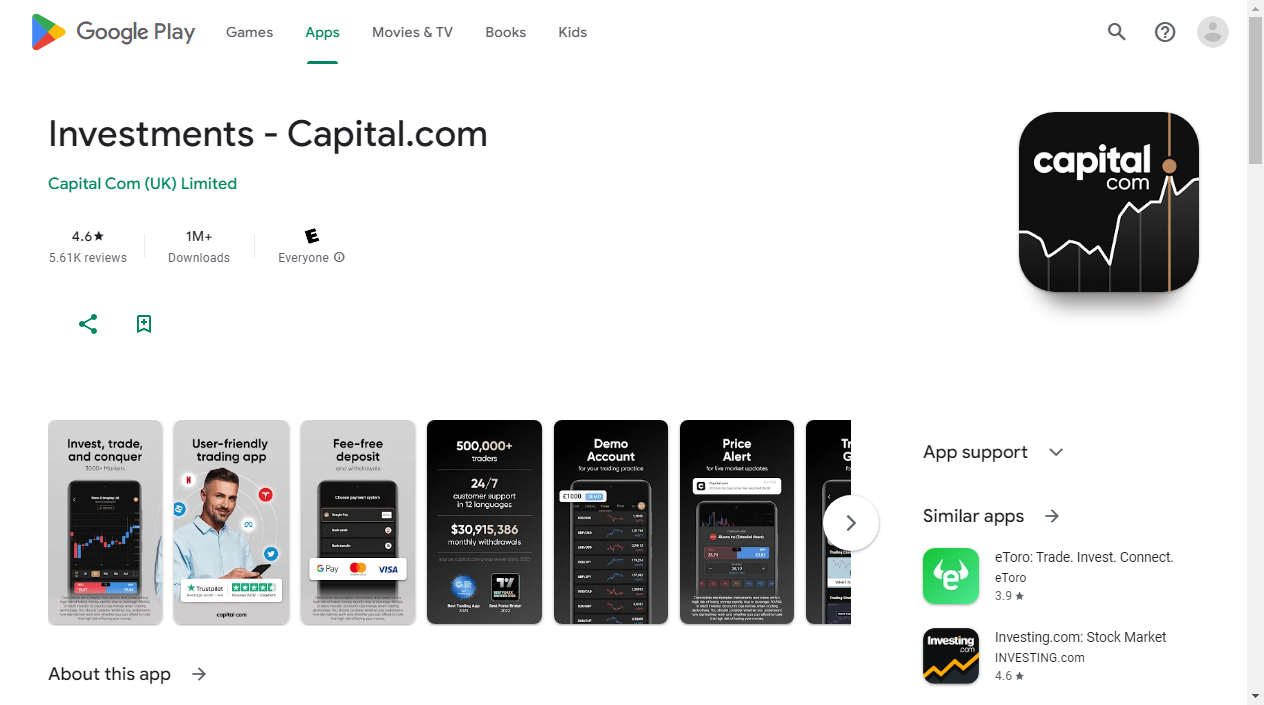 Google Play
Games
Apps
Movies & TV
Books
Kids
Investments - Capital.com
Capital Com (UK) Limited
4.6★
5.61K reviews
1M+
Downloads
E
Everyone
capital
com
Invest, trade,
and conquer
3000+ Markets
User-friendly
trading app
Trustpilot
capital.com
Fee-free
deposit
and withdrawals
Choose payment system
G Pay
VISA
500,000+
traders
24/7
customer support
in 12 languages
$30,915,386
monthly withdrawals
Best Trading App
Demo
Account
for your trading practice
£1000 DEMO
Price
Alert
for live market updates
App support
Similar apps
eToro: Trade. Invest. Connect.
eToro
3.9 ★
Investing
.com
Investing.com: Stock Market
INVESTING.com
4.6 ★
About this app